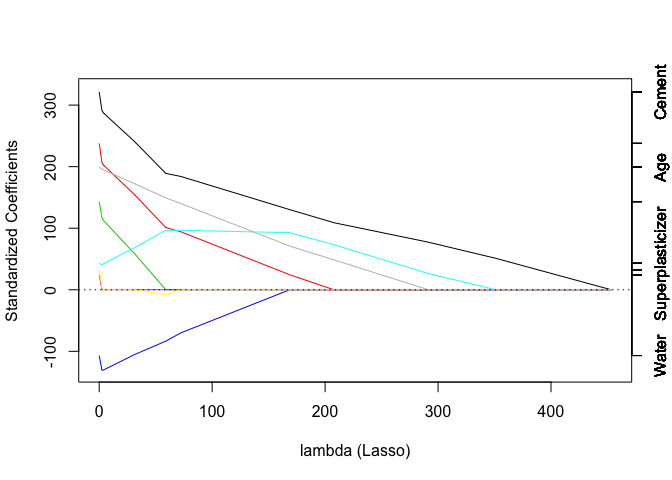 Standardized Coefficients
300
200
100
0
-100
0
100
200
300
400
lambda (Lasso)
Cement
Age
Superplasticizer
Water